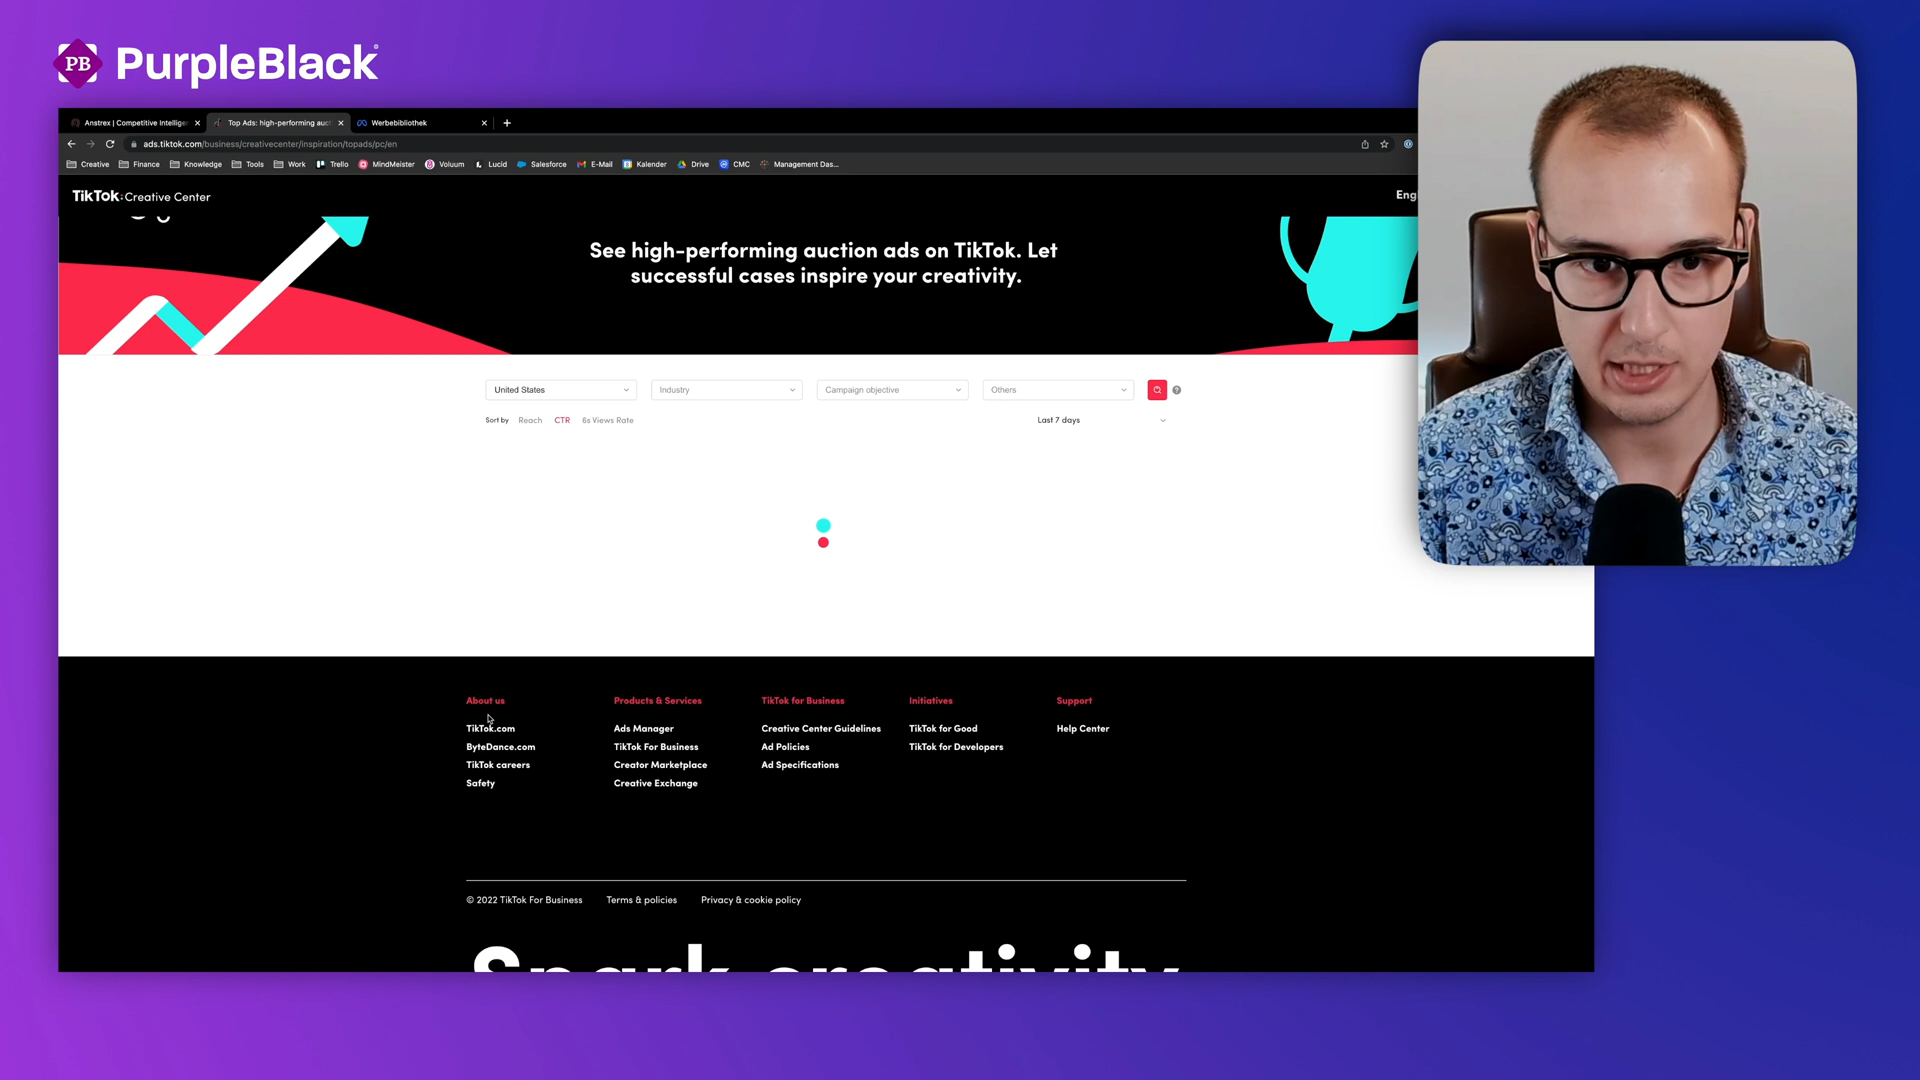 PB PurpleBlack
Anstrex | Competitive Intellige
Top Ads: high-performing auct
Werbebibliothek
ads.tiktok.com/business/creativecenter/inspiration/topads/pc/en
Creative Finance Knowledge Tools Work Trello MindMeister Voluum Lucid Salesforce E-Mail Kalender Drive CMC Management Das...
TikTok: Creative Center
Eng
See high-performing auction ads on TikTok. Let
successful cases inspire your creativity.
United States Industry Campaign objective Others
Sort by Reach CTR 6s Views Rate Last 7 days
About us Products & Services TikTok for Business Initiatives Support
TikTok.com Ads Manager Creative Center Guidelines TikTok for Good Help Center
ByteDance.com TikTok For Business Ad Policies TikTok for Developers
TikTok careers Creator Marketplace Ad Specifications
Safety Creative Exchange
© 2022 TikTok For Business Terms & policies Privacy & cookie policy
Spark creativity